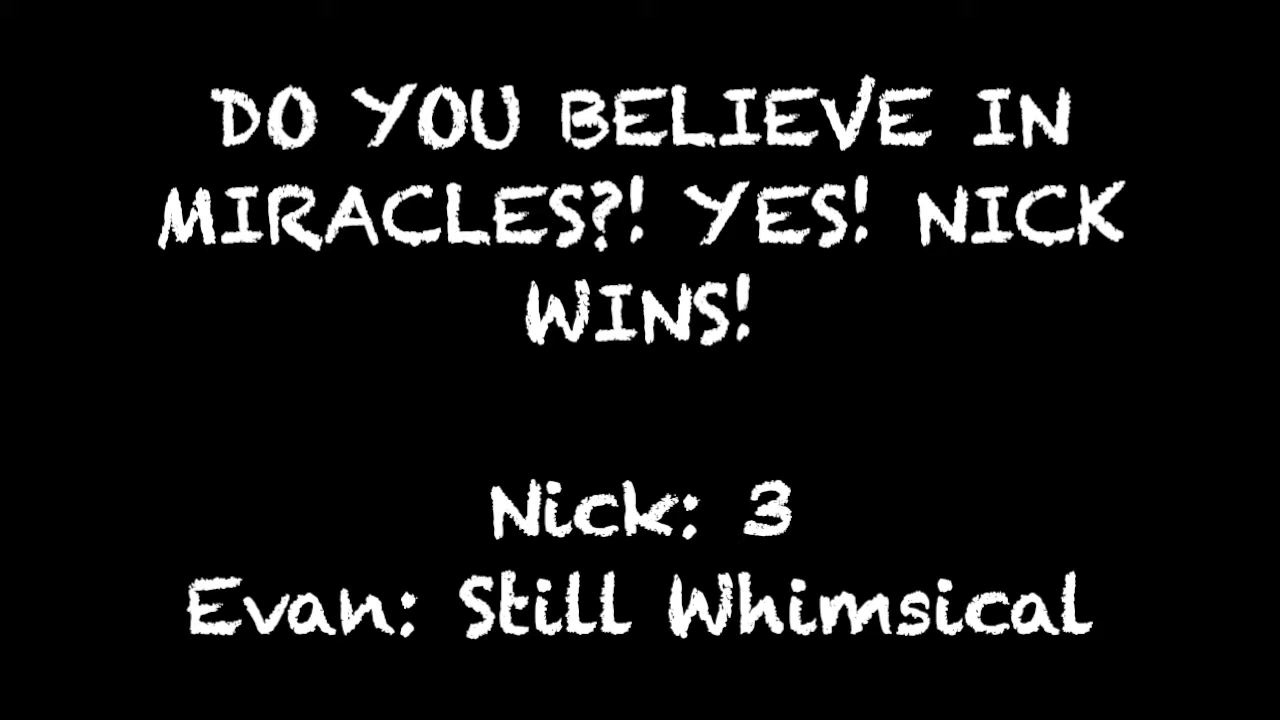 DO YOU BELIEVE IN
MIRACLES?! YES! NICK
WINS!
Nick: 3
Evan: Still Whimsical